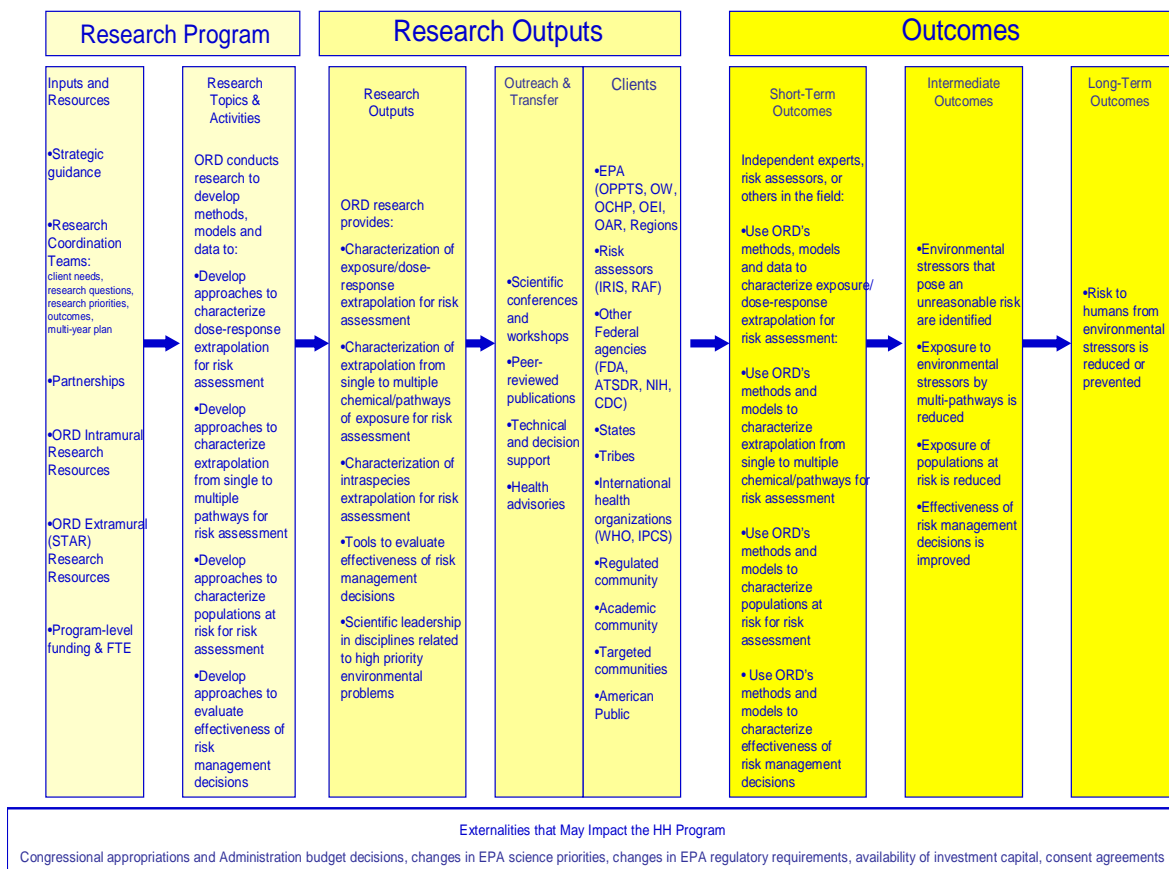 Research Program
Research Outputs
Outcomes
Inputs and
Resources
•Strategic
guidance
•Research
Coordination
Teams:
client needs,
research questions,
research priorities,
outcomes,
multi-year plan
•Partnerships
•ORD Intramural
Research
Resources
•ORD Extramural
(STAR)
Research
Resources
•Program-level
funding & FTE
Research
Topics &
Activities
ORD conducts
research to
develop
methods,
models and
data to:
•Develop
approaches to
characterize
dose-response
extrapolation
for risk
assessment
•Develop
approaches to
characterize
extrapolation
from single to
multiple
pathways for
risk assessment
•Develop
approaches to
characterize
populations at
risk for risk
assessment
•Develop
approaches to
evaluate
effectiveness of
risk
management
decisions
Research
Outputs
ORD research
provides:
•Characterization of
exposure/dose-
response
extrapolation for risk
assessment
•Characterization of
extrapolation from
single to multiple
chemical/pathways
of exposure for risk
assessment
•Characterization of
intraspecies
extrapolation for risk
assessment
•Tools to evaluate
effectiveness of risk
management
decisions
•Scientific leadership
in disciplines related
to high priority
environmental
problems
Outreach &
Transfer
•Scientific
conferences
and
workshops
•Peer-
reviewed
publications
•Technical
and decision
support
•Health
advisories
Clients
•EPA
(OPPTS, OW,
OCHP, OEI,
OAR, Regions
•Risk
assessors
(IRIS, RAF)
•Other
Federal
agencies
(FDA,
ATSDR, NIH,
CDC)
•States
•Tribes
•International
health
organizations
(WHO, IPCS)
•Regulated
community
•Academic
community
•Targeted
communities
•American
Public
Short-Term
Outcomes
Independent experts,
risk assessors, or
others in the field:
•Use ORD's
methods, models
and data to
characterize exposure/
dose-response
extrapolation for
risk assessment:
•Use ORD's
methods and
models to
characterize
extrapolation from
single to multiple
chemical/pathways for
risk assessment
•Use ORD's
methods and
models to
characterize
populations at
risk for risk
assessment
• Use ORD's
methods and
models to
characterize
effectiveness of
risk management
decisions
Intermediate
Outcomes
•Environmental
stressors that
pose an
unreasonable risk
are identified
•Exposure to
environmental
stressors by
multi-pathways is
reduced
•Exposure of
populations at
risk is reduced
•Effectiveness of
risk management
decisions is
improved
Long-Term
Outcomes
•Risk to
humans from
environmental
stressors is
reduced or
prevented
Externalities that May Impact the HH Program
Congressional appropriations and Administration budget decisions, changes in EPA science priorities, changes in EPA regulatory requirements, availability of investment capital, consent agreements